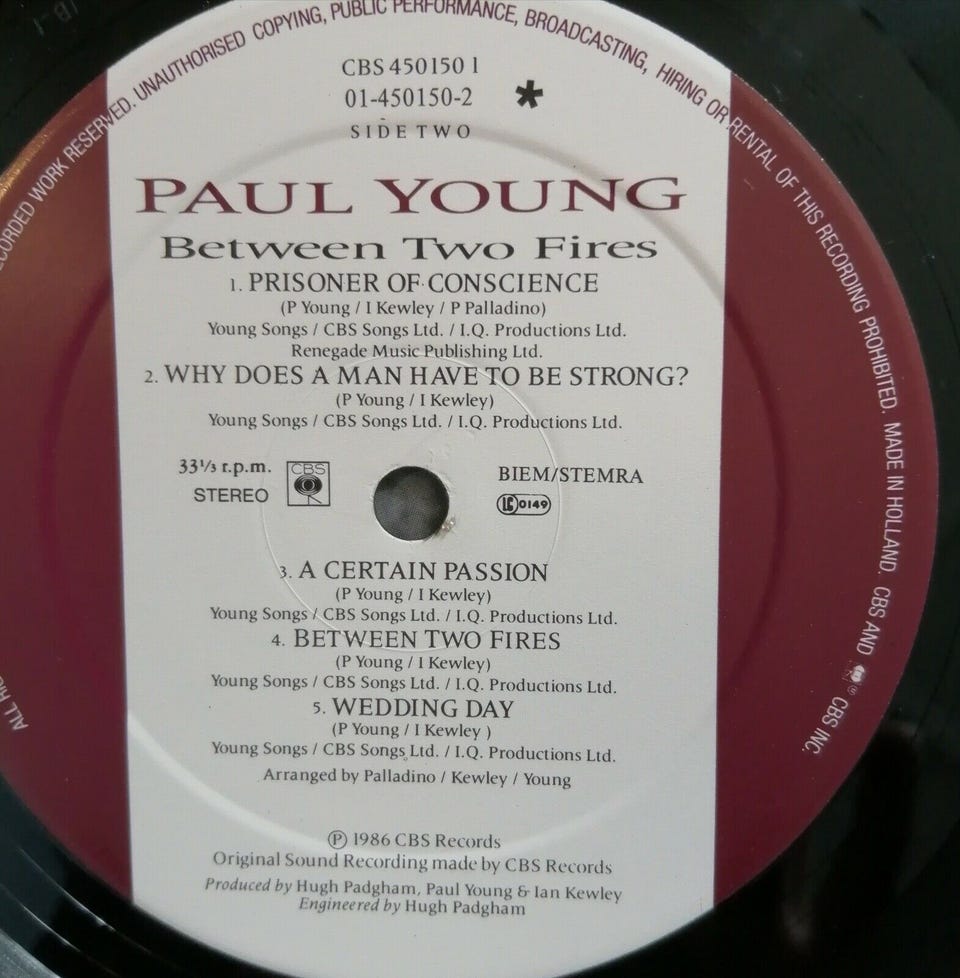 ECORDED WORK RESERVED. UNAUTHORISED COPYING, PUBLIC PERFORMANCE, BROADCASTING, HIRING OR RENTAL OF THIS RECORDING PROHIBITED. MADE IN HOLLAND. CBS AND ® CBS INC.
CBS 450150 1
01-450150-2 *
SIDE TWO
PAUL YOUNG
Between Two Fires
1. PRISONER OF CONSCIENCE
(P Young / I Kewley / P Palladino)
Young Songs / CBS Songs Ltd. / I.Q. Productions Ltd.
Renegade Music Publishing Ltd.
2. WHY DOES A MAN HAVE TO BE STRONG?
(P Young / I Kewley)
Young Songs / CBS Songs Ltd. / I.Q. Productions Ltd.
33⅓ r.p.m. CBS BIEM/STEMRA
STEREO LC 0149
3. A CERTAIN PASSION
(P Young / I Kewley)
Young Songs / CBS Songs Ltd. / I.Q. Productions Ltd.
4. BETWEEN TWO FIRES
(P Young / I Kewley)
Young Songs / CBS Songs Ltd. / I.Q. Productions Ltd.
5. WEDDING DAY
(P Young / I Kewley )
Young Songs / CBS Songs Ltd. / I.Q. Productions Ltd.
Arranged by Palladino / Kewley / Young
℗ 1986 CBS Records
Original Sound Recording made by CBS Records
Produced by Hugh Padgham, Paul Young & Ian Kewley
Engineered by Hugh Padgham
ALL